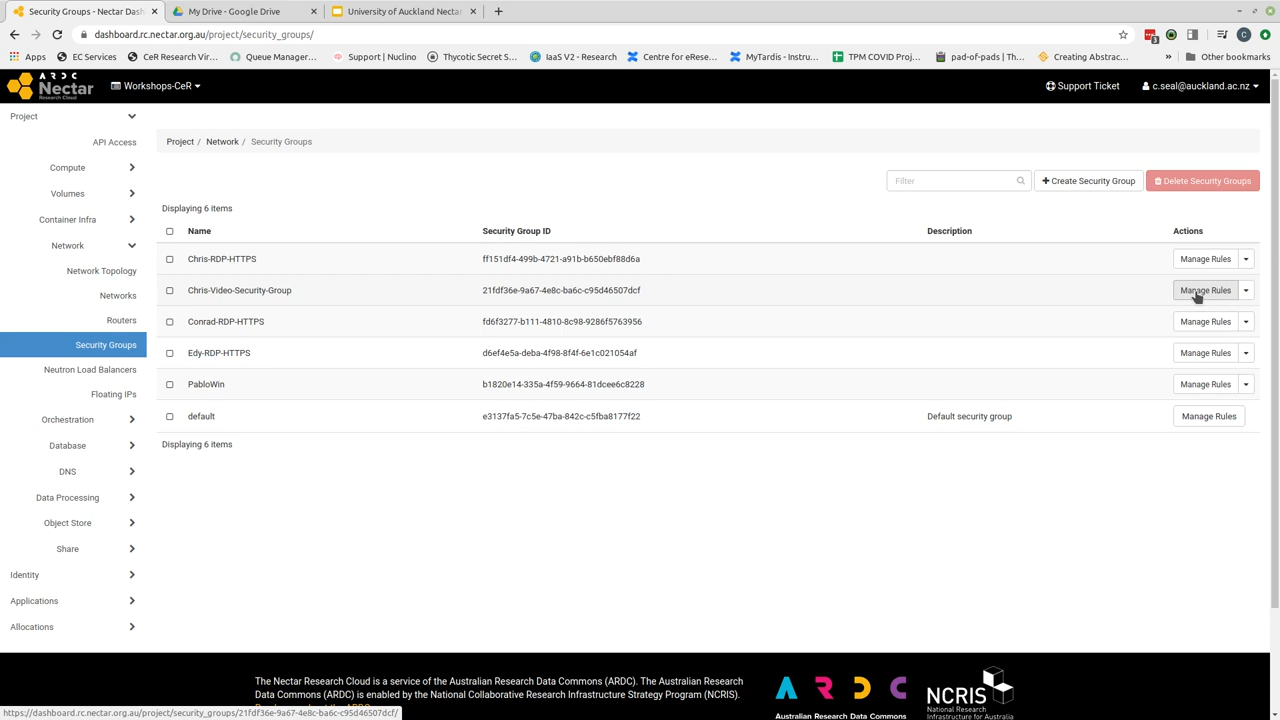 Security Groups - Nectar Dash
My Drive - Google Drive
University of Auckland Nectar
dashboard.rc.nectar.org.au/project/security_groups/
3
C
Apps
EC Services
CeR Research Vir...
Queue Manager...
Support | Nuclino
Thycotic Secret S...
IaaS V2 - Research
Centre for eRese...
MyTardis - Instru...
TPM COVID Proj...
pad-of-pads | Th...
Creating Abstrac...
»
Other bookmarks
ARDC
Nectar
Research Cloud
Workshops-CeR
Support Ticket
c.seal@auckland.ac.nz
Project
API Access
Compute
Volumes
Container Infra
Network
Network Topology
Networks
Routers
Security Groups
Neutron Load Balancers
Floating IPs
Orchestration
Database
DNS
Data Processing
Object Store
Share
Identity
Applications
Allocations
Project / Network / Security Groups
Filter
+ Create Security Group
Delete Security Groups
Displaying 6 items
Name Security Group ID Description Actions
Chris-RDP-HTTPS ff151df4-499b-4721-a91b-b650ebf88d6a Manage Rules
Chris-Video-Security-Group 21fdf36e-9a67-4e8c-ba6c-c95d46507dcf Manage Rules
Conrad-RDP-HTTPS fd6f3277-b111-4810-8c98-9286f5763956 Manage Rules
Edy-RDP-HTTPS d6ef4e5a-deba-4f98-8f4f-6e1c021054af Manage Rules
PabloWin b1820e14-335a-4f59-9664-81dcee6c8228 Manage Rules
default e3137fa5-7c5e-47ba-842c-c5fba8177f22 Default security group Manage Rules
Displaying 6 items
The Nectar Research Cloud is a service of the Australian Research Data Commons (ARDC). The Australian Research
Data Commons (ARDC) is enabled by the National Collaborative Research Infrastructure Strategy Program (NCRIS).
A R D C
Australian Research Data Commons
NCRIS
National Research
Infrastructure for Australia
https://dashboard.rc.nectar.org.au/project/security_groups/21fdf36e-9a67-4e8c-ba6c-c95d46507dcf/